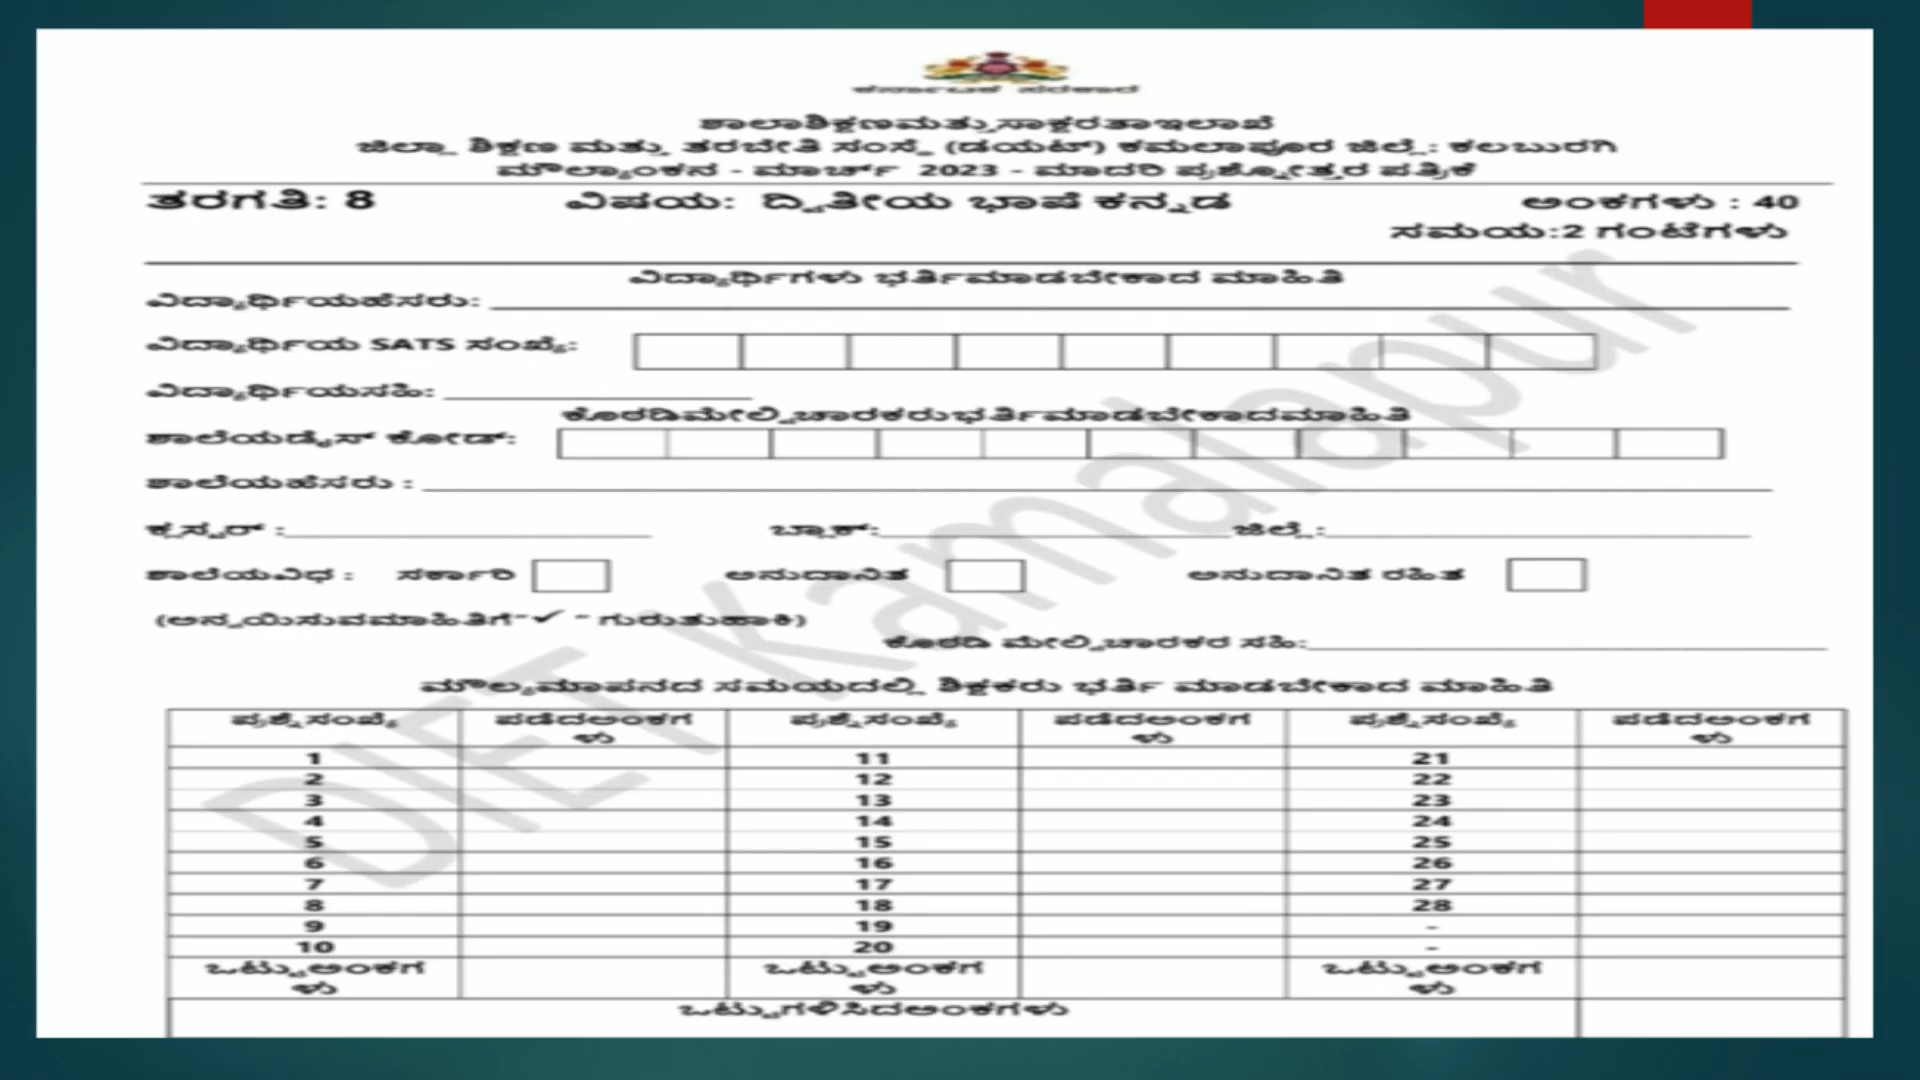 ಕರ್ನಾಟಕ ಸರಕಾರ
ಶಾಲಾಶಿಕ್ಷಣಮತ್ತುಸಾಕ್ಷರತಾಇಲಾಖೆ
ಜಿಲ್ಲಾ ಶಿಕ್ಷಣ ಮತ್ತು ತರಬೇತಿ ಸಂಸ್ಥೆ (ಡಯಟ್) ಕಮಲಾಪೂರ ಜಿಲ್ಲೆ: ಕಲಬುರಗಿ
ಮೌಲ್ಯಾಂಕನ - ಮಾರ್ಚ್ 2023 - ಮಾದರಿ ಪ್ರಶ್ನೋತ್ತರ ಪತ್ರಿಕೆ
ತರಗತಿ: 8 ವಿಷಯ: ದ್ವಿತೀಯ ಭಾಷೆ ಕನ್ನಡ ಅಂಕಗಳು : 40
ಸಮಯ:2 ಗಂಟೆಗಳು
ವಿದ್ಯಾರ್ಥಿಗಳು ಭರ್ತಿಮಾಡಬೇಕಾದ ಮಾಹಿತಿ
ವಿದ್ಯಾರ್ಥಿಯಹೆಸರು:
ವಿದ್ಯಾರ್ಥಿಯ SATS ಸಂಖ್ಯೆ:
ವಿದ್ಯಾರ್ಥಿಯಸಹಿ:
ಕೊಠಡಿಮೇಲ್ವಿಚಾರಕರುಭರ್ತಿಮಾಡಬೇಕಾದಮಾಹಿತಿ
ಶಾಲೆಯಡೈಸ್ ಕೋಡ್:
ಶಾಲೆಯಹೆಸರು :
ಕ್ಲಸ್ಟರ್ : ಬ್ಲಾಕ್: ಜಿಲ್ಲೆ:
ಶಾಲೆಯವಿಧ : ಸರ್ಕಾರಿ ಅನುದಾನಿತ ಅನುದಾನಿತ ರಹಿತ
(ಅನ್ವಯಿಸುವಮಾಹಿತಿಗೆ“✓ ” ಗುರುತುಹಾಕಿ)
ಕೊಠಡಿ ಮೇಲ್ವಿಚಾರಕರ ಸಹಿ:
ಮೌಲ್ಯಮಾಪನದ ಸಮಯದಲ್ಲಿ ಶಿಕ್ಷಕರು ಭರ್ತಿ ಮಾಡಬೇಕಾದ ಮಾಹಿತಿ
ಪ್ರಶ್ನೆಸಂಖ್ಯೆ ಪಡೆದಅಂಕಗಳು ಪ್ರಶ್ನೆಸಂಖ್ಯೆ ಪಡೆದಅಂಕಗಳು ಪ್ರಶ್ನೆಸಂಖ್ಯೆ ಪಡೆದಅಂಕಗಳು
1 11 21
2 12 22
3 13 23
4 14 24
5 15 25
6 16 26
7 17 27
8 18 28
9 19 -
10 20 -
ಒಟ್ಟುಅಂಕಗಳು ಒಟ್ಟುಅಂಕಗಳು ಒಟ್ಟುಅಂಕಗಳು
ಒಟ್ಟುಗಳಿಸಿದಅಂಕಗಳು
DIET Kamalapur